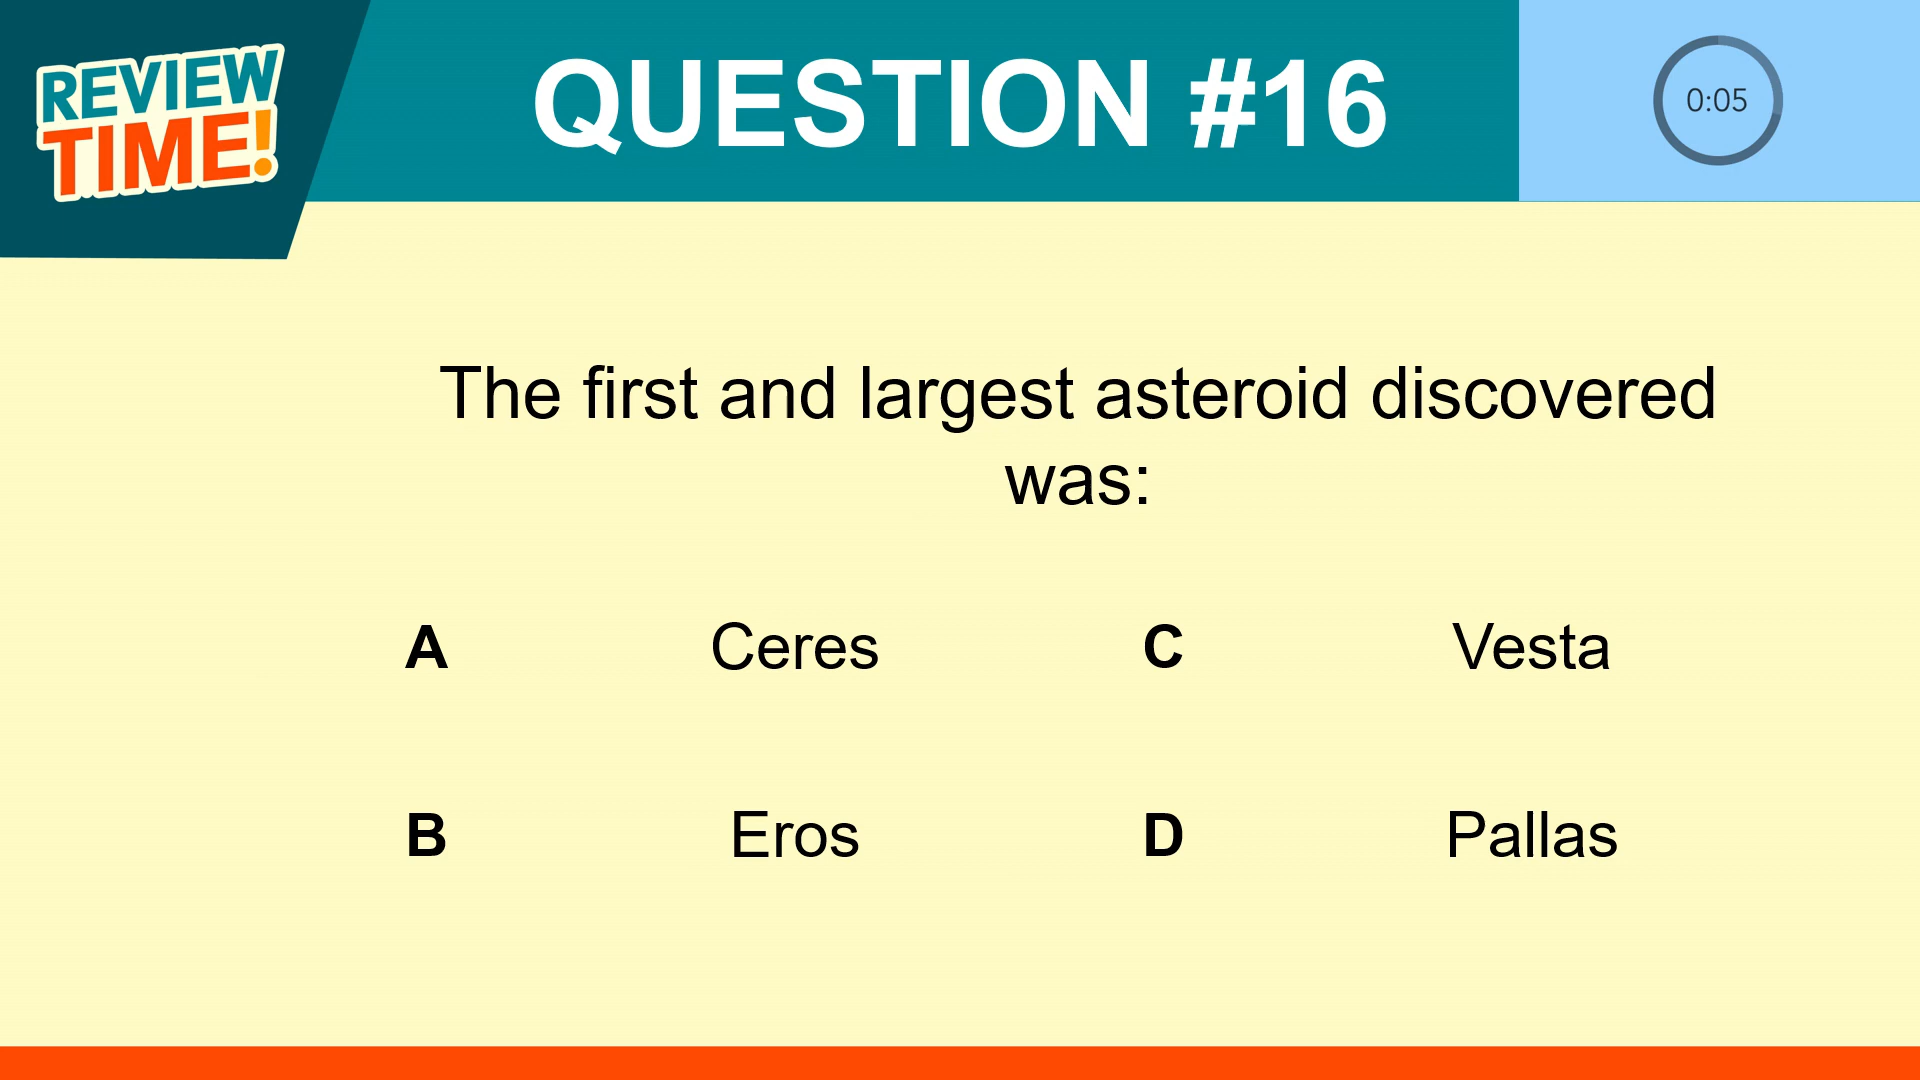 REVIEW
TIME!
QUESTION #16
0:05
The first and largest asteroid discovered
was:
A Ceres C Vesta
B Eros D Pallas